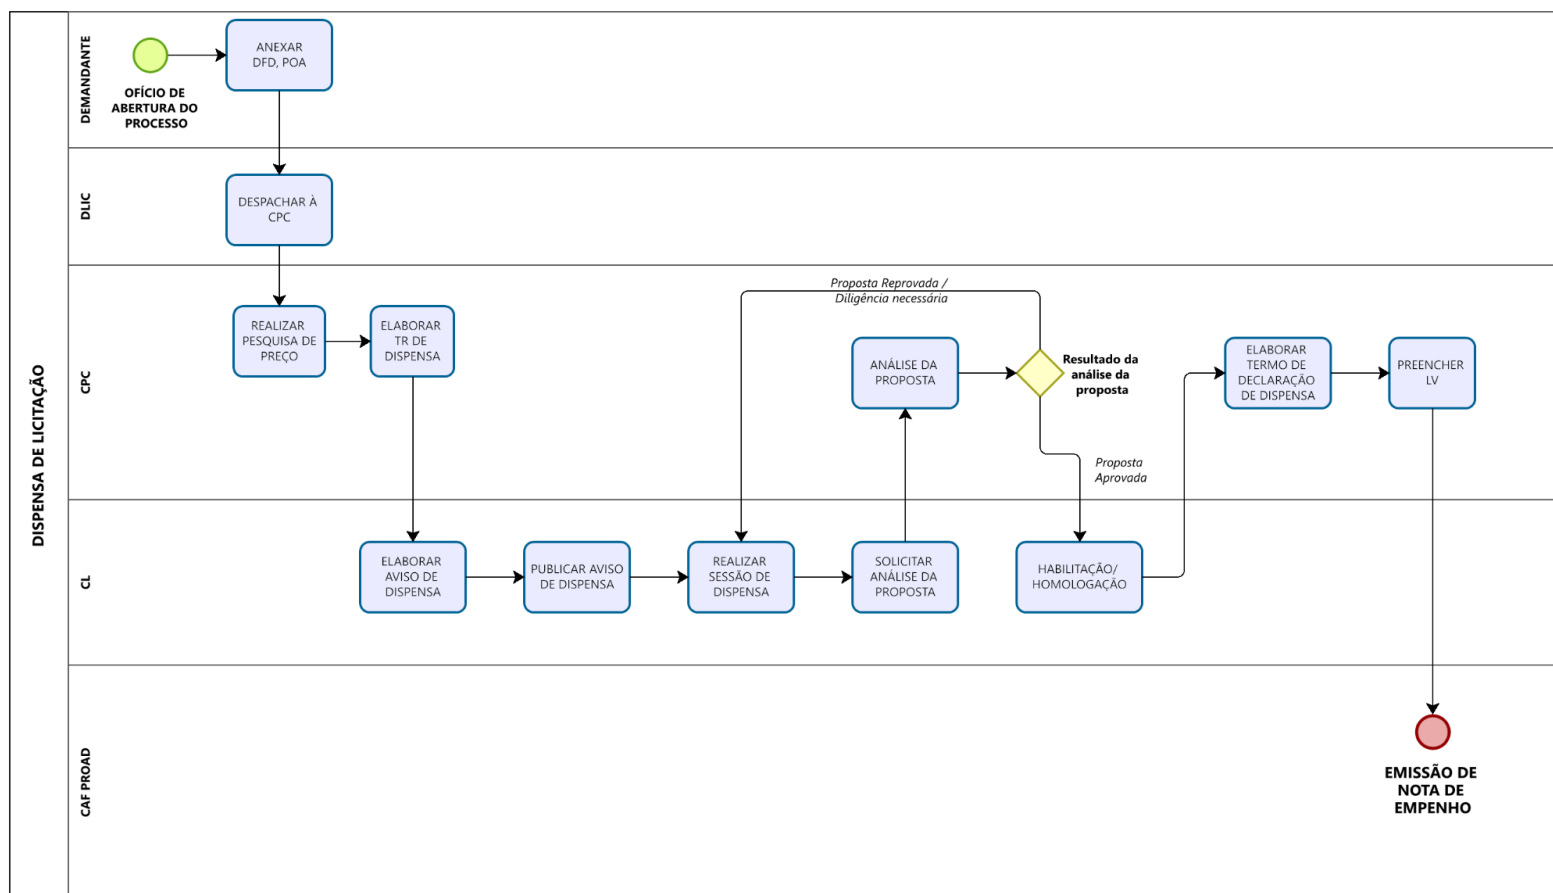 DISPENSA DE LICITAÇÃO
DEMANDANTE
OFÍCIO DE
ABERTURA DO
PROCESSO
ANEXAR
DFD, POA
DLIC
DESPACHAR À
CPC
CPC
REALIZAR
PESQUISA DE
PREÇO
ELABORAR
TR DE
DISPENSA
Proposta Reprovada /
Diligência necessária
ANÁLISE DA
PROPOSTA
Resultado da
análise da
proposta
Proposta
Aprovada
ELABORAR
TERMO DE
DECLARAÇÃO
DE DISPENSA
PREENCHER
LV
CL
ELABORAR
AVISO DE
DISPENSA
PUBLICAR AVISO
DE DISPENSA
REALIZAR
SESSÃO DE
DISPENSA
SOLICITAR
ANÁLISE DA
PROPOSTA
HABILITAÇÃO/
HOMOLOGAÇÃO
CAF PROAD
EMISSÃO DE
NOTA DE
EMPENHO